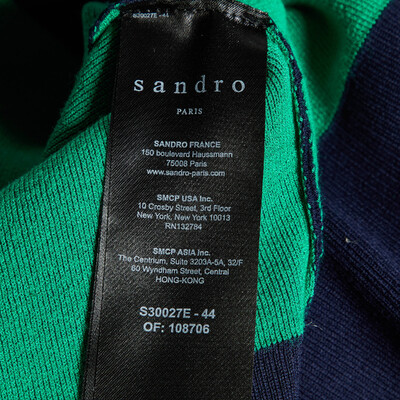 S30027E - 44
sandro
PARIS
SANDRO FRANCE
150 boulevard Haussmann
75008 Paris
www.sandro-paris.com
SMCP USA Inc.
10 Crosby Street, 3rd Floor
New York, New York 10013
RN132784
SMCP ASIA Inc.
The Centrium, Suite 3203A-5A, 32/F
60 Wyndham Street, Central
HONG-KONG
S30027E - 44
OF: 108706